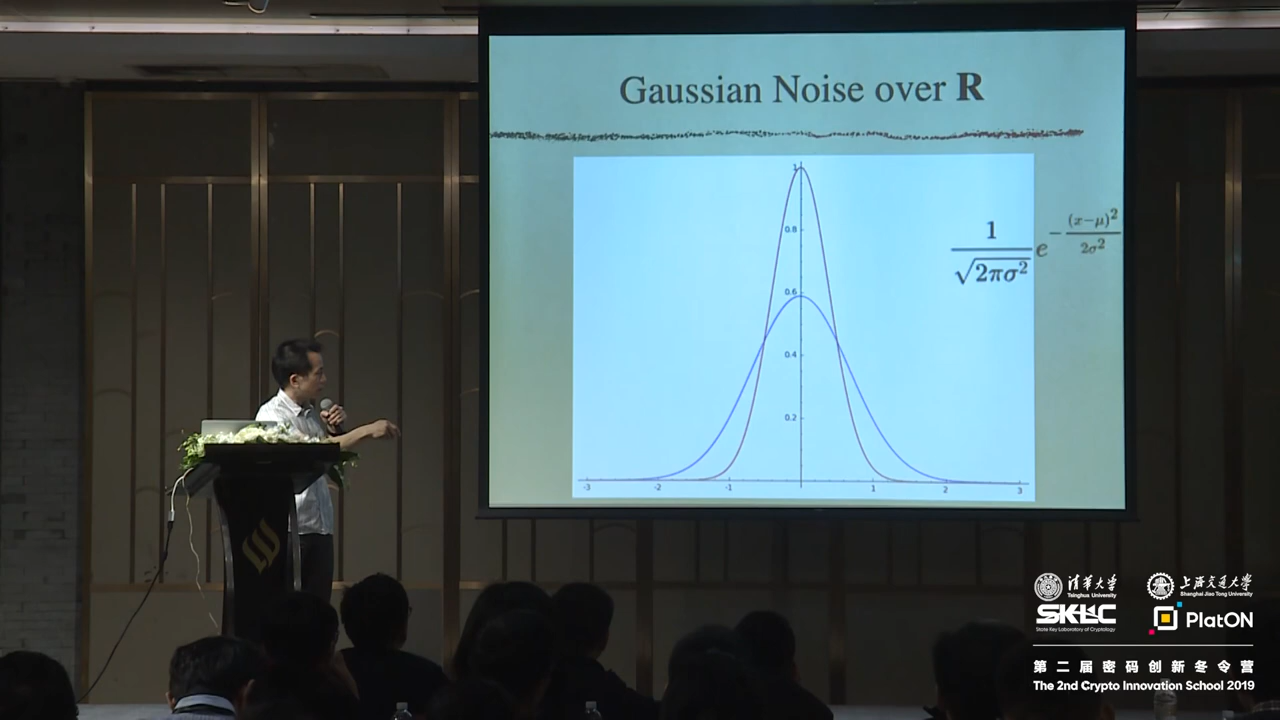 Gaussian Noise over R
1
0.8
0.6
0.4
0.2
-3 -2 -1 1 2 3
1/√(2πσ²) e^(-(x-μ)²/(2σ²))
清华大学
Tsinghua University
上海交通大学
Shanghai Jiao Tong University
SKLC
State Key Laboratory of Cryptology
PlatON
第二届密码创新冬令营
The 2nd Crypto Innovation School 2019